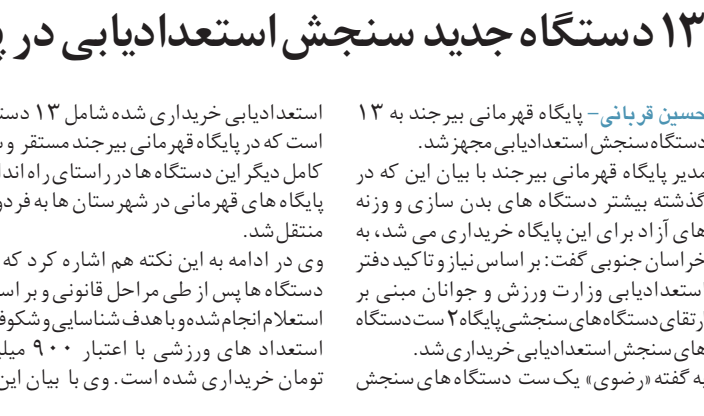 ۱۳ دستگاه جدید سنجش استعدادیابی در
حسین قربانی- پایگاه قهرمانی بیرجند به ۱۳
دستگاه سنجش استعدادیابی مجهز شد.
مدیر پایگاه قهرمانی بیرجند با بیان این که در
گذشته بیشتر دستگاه های بدن سازی و وزنه
های آزاد برای این پایگاه خریداری می شد، به
خراسان جنوبی گفت: بر اساس نیاز و تاکید دفتر
استعدادیابی وزارت ورزش و جوانان مبنی بر
ارتقای دستگاه های سنجشی پایگاه ۲ ست دستگاه
های سنجش استعدادیابی خریداری شد.
به گفته «رضوی» یک ست دستگاه های سنجش
استعدادیابی خریداری شده شامل ۱۳
است که در پایگاه قهرمانی بیرجند مستقر و
کامل دیگر این دستگاه ها در راستای راه
پایگاه های قهرمانی در شهرستان ها به
منتقل شد.
وی در ادامه به این نکته هم اشاره کرد که
دستگاه ها پس از طی مراحل قانونی و بر
استعلام انجام شده و با هدف شناسایی و
استعداد های ورزشی با اعتبار ۹۰۰
تومان خریداری شده است. وی با بیان این